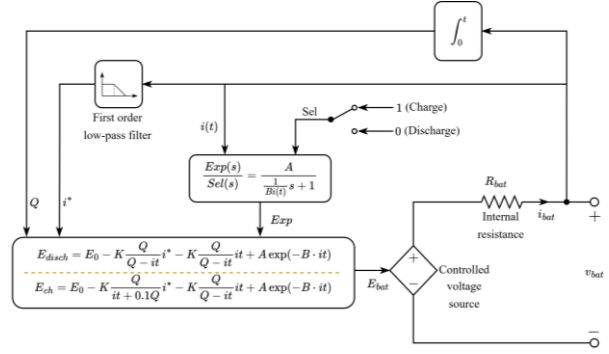 ∫₀ᵗ
First order
low-pass filter
i(t)
Sel
1 (Charge)
0 (Discharge)
Exp(s)/Sel(s) = A/(1/(Bi(t)) s + 1)
Q
i*
Exp
R_bat
Internal
resistance
i_bat
+
E_disch = E₀ − K Q/(Q − it) i* − K Q/(Q − it) it + A exp(−B · it)
E_ch = E₀ − K Q/(it + 0.1Q) i* − K Q/(Q − it) it + A exp(−B · it)
E_bat
+
−
Controlled
voltage
source
v_bat
−